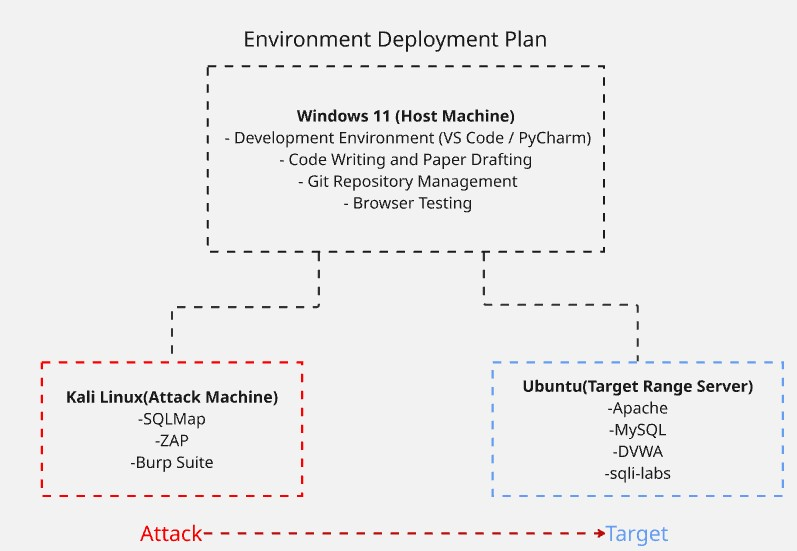 Environment Deployment Plan
Windows 11 (Host Machine)
- Development Environment (VS Code / PyCharm)
- Code Writing and Paper Drafting
- Git Repository Management
- Browser Testing
Kali Linux(Attack Machine)
-SQLMap
-ZAP
-Burp Suite
Ubuntu(Target Range Server)
-Apache
-MySQL
-DVWA
-sqli-labs
Attack
Target